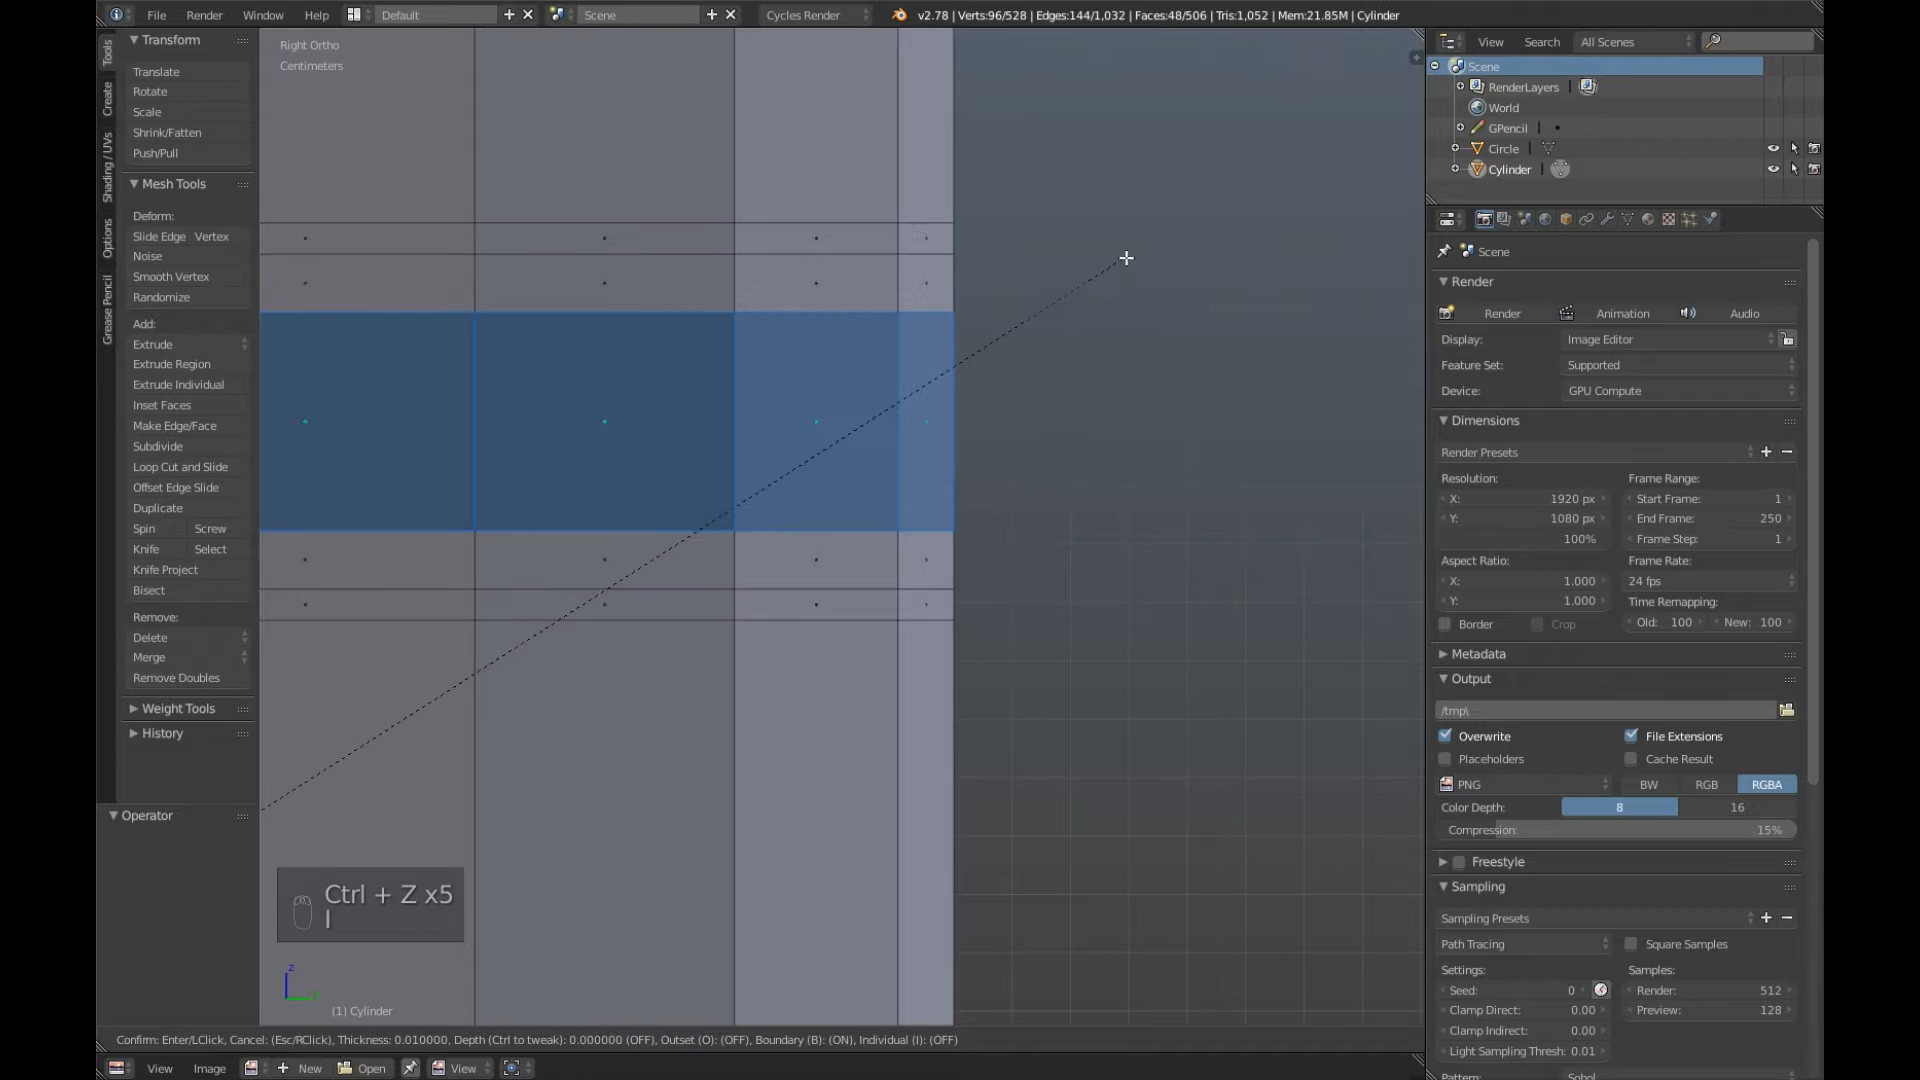 File Render Window Help Default Scene Cycles Render v2.78 | Verts:96/528 | Edges:144/1,032 | Faces:48/506 | Tris:1,052 | Mem:21.85M | Cylinder
Tools
Create
Shading / UVs
Options
Grease Pencil
Transform
Translate
Rotate
Scale
Shrink/Fatten
Push/Pull
Mesh Tools
Deform:
Slide Edge Vertex
Noise
Smooth Vertex
Randomize
Add:
Extrude
Extrude Region
Extrude Individual
Inset Faces
Make Edge/Face
Subdivide
Loop Cut and Slide
Offset Edge Slide
Duplicate
Spin Screw
Knife Select
Knife Project
Bisect
Remove:
Delete
Merge
Remove Doubles
Weight Tools
History
Operator
Right Ortho
Centimeters
Ctrl + Z x5
I
z
(1) Cylinder
Confirm: Enter/LClick, Cancel: (Esc/RClick), Thickness: 0.010000, Depth (Ctrl to tweak): 0.000000 (OFF), Outset (O): (OFF), Boundary (B): (ON), Individual (I): (OFF)
View Image New Open View
View Search All Scenes
Scene
RenderLayers |
World
GPencil |
Circle |
Cylinder |
Scene
Render
Render Animation Audio
Display: Image Editor
Feature Set: Supported
Device: GPU Compute
Dimensions
Render Presets
Resolution: Frame Range:
X: 1920 px Start Frame: 1
Y: 1080 px End Frame: 250
100% Frame Step: 1
Aspect Ratio: Frame Rate:
X: 1.000 24 fps
Y: 1.000 Time Remapping:
Border Crop Old: 100 New: 100
Metadata
Output
/tmp\
Overwrite File Extensions
Placeholders Cache Result
PNG BW RGB RGBA
Color Depth: 8 16
Compression: 15%
Freestyle
Sampling
Sampling Presets
Path Tracing Square Samples
Settings: Samples:
Seed: 0 Render: 512
Clamp Direct: 0.00 Preview: 128
Clamp Indirect: 0.00
Light Sampling Thresh: 0.01
Pattern: Sobol